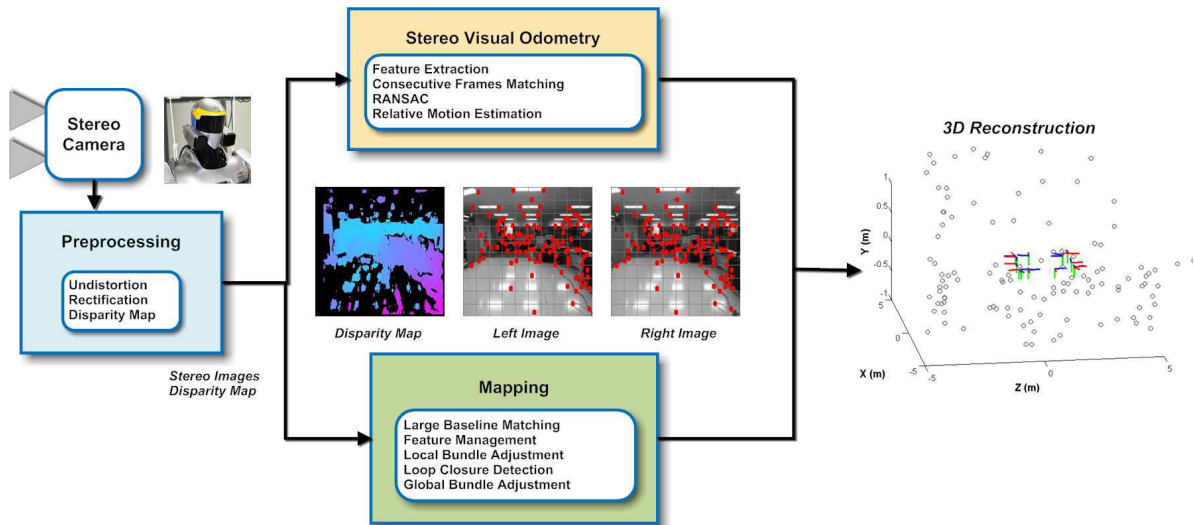 Stereo
Camera
Preprocessing
Undistortion
Rectification
Disparity Map
Stereo Images
Disparity Map
Stereo Visual Odometry
Feature Extraction
Consecutive Frames Matching
RANSAC
Relative Motion Estimation
Disparity Map
Left Image
Right Image
Mapping
Large Baseline Matching
Feature Management
Local Bundle Adjustment
Loop Closure Detection
Global Bundle Adjustment
3D Reconstruction
1
0.5
0
-0.5
-1
Y (m)
5
0
-5
X (m)
-5
0
5
Z (m)